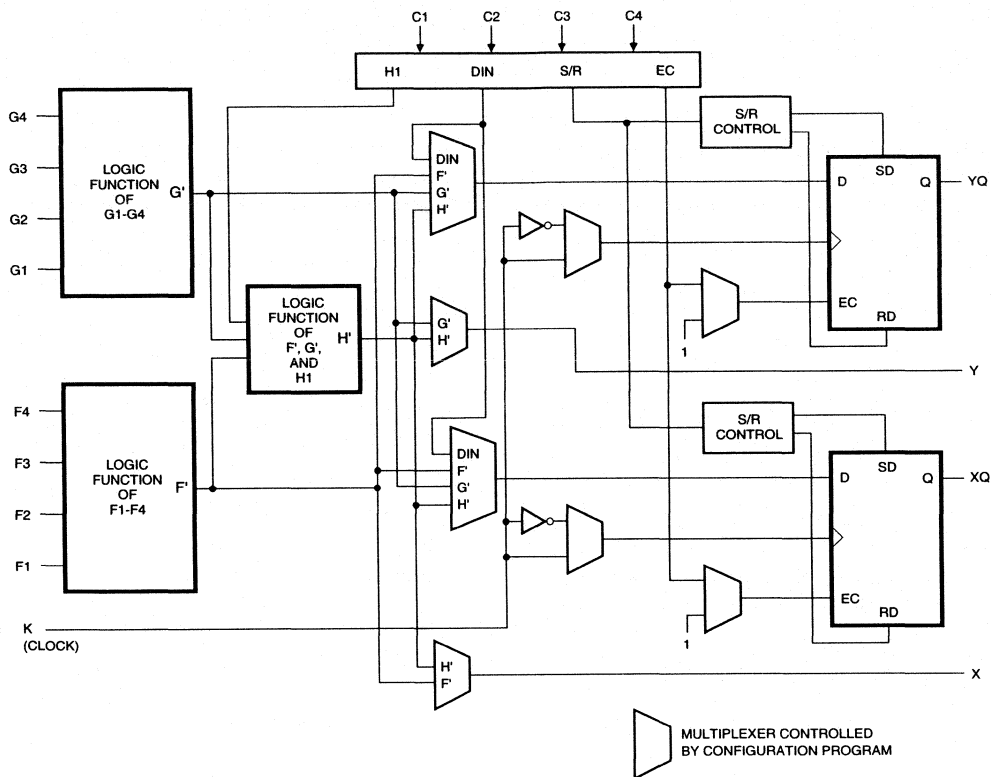 C1 C2 C3 C4
H1 DIN S/R EC
G4
G3
G2
G1
LOGIC
FUNCTION
OF
G1-G4
G'
DIN
F'
G'
H'
S/R
CONTROL
D
SD
Q
EC
RD
YQ
1
LOGIC
FUNCTION
OF
F', G',
AND
H1
H'
G'
H'
Y
F4
F3
F2
F1
LOGIC
FUNCTION
OF
F1-F4
F'
DIN
F'
G'
H'
S/R
CONTROL
D
SD
Q
EC
RD
XQ
1
K
(CLOCK)
H'
F'
X
MULTIPLEXER CONTROLLED
BY CONFIGURATION PROGRAM